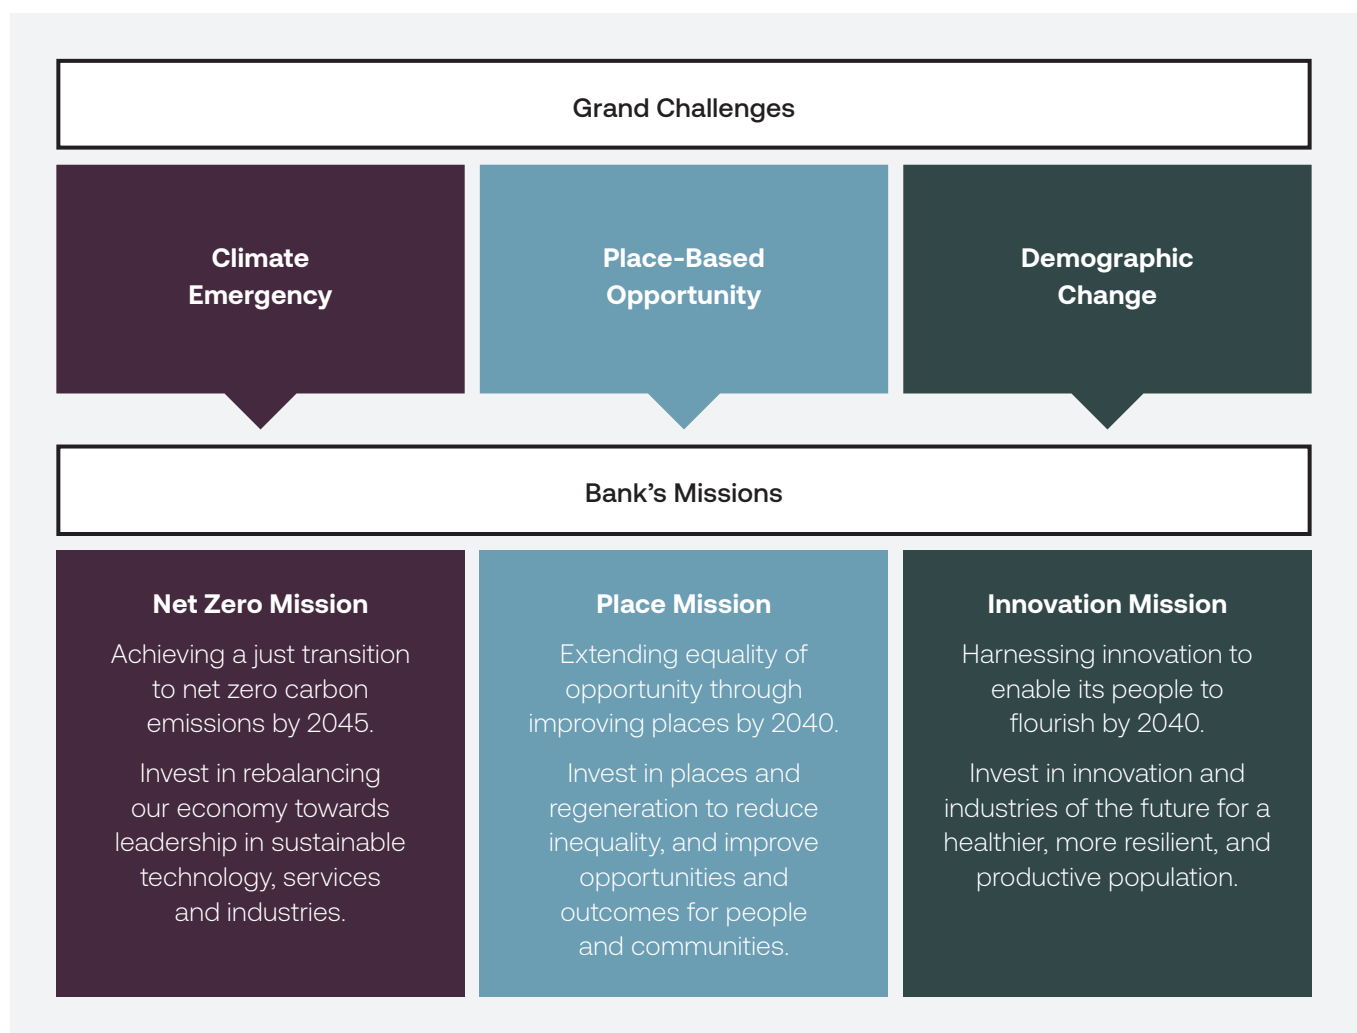 Grand Challenges
Climate
Emergency
Place-Based
Opportunity
Demographic
Change
Bank’s Missions
Net Zero Mission
Achieving a just transition
to net zero carbon
emissions by 2045.
Invest in rebalancing
our economy towards
leadership in sustainable
technology, services
and industries.
Place Mission
Extending equality of
opportunity through
improving places by 2040.
Invest in places and
regeneration to reduce
inequality, and improve
opportunities and
outcomes for people
and communities.
Innovation Mission
Harnessing innovation to
enable its people to
flourish by 2040.
Invest in innovation and
industries of the future for a
healthier, more resilient, and
productive population.